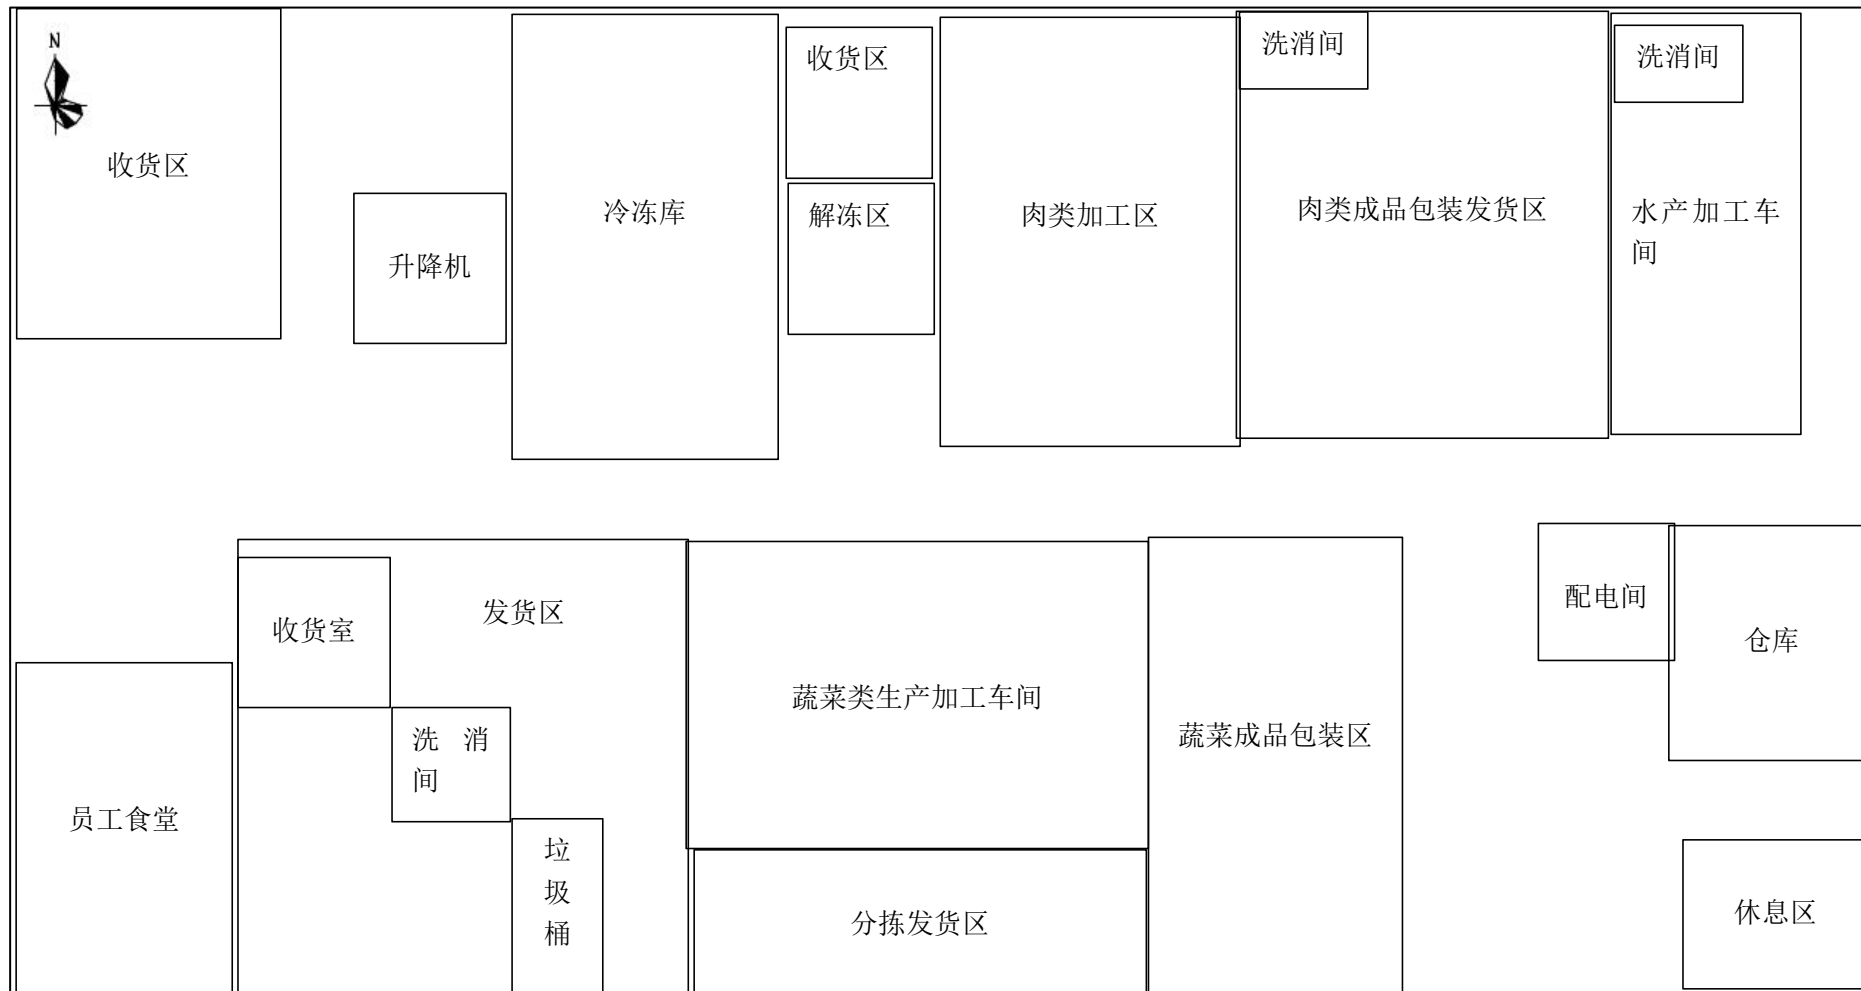 N
收货区
升降机
冷冻库
收货区
解冻区
肉类加工区
洗消间
肉类成品包装发货区
洗消间
水产加工车
间
收货室
发货区
洗 消
间
垃
圾
桶
员工食堂
蔬菜类生产加工车间
分拣发货区
蔬菜成品包装区
配电间
仓库
休息区